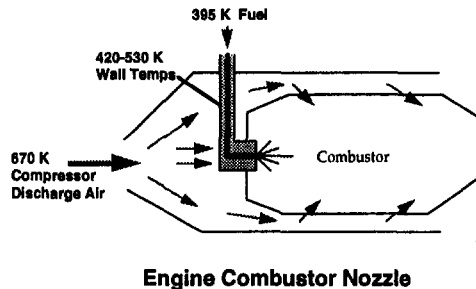 395 K Fuel
420-530 K
Wall Temps
670 K
Compressor
Discharge Air
Combustor
Engine Combustor Nozzle